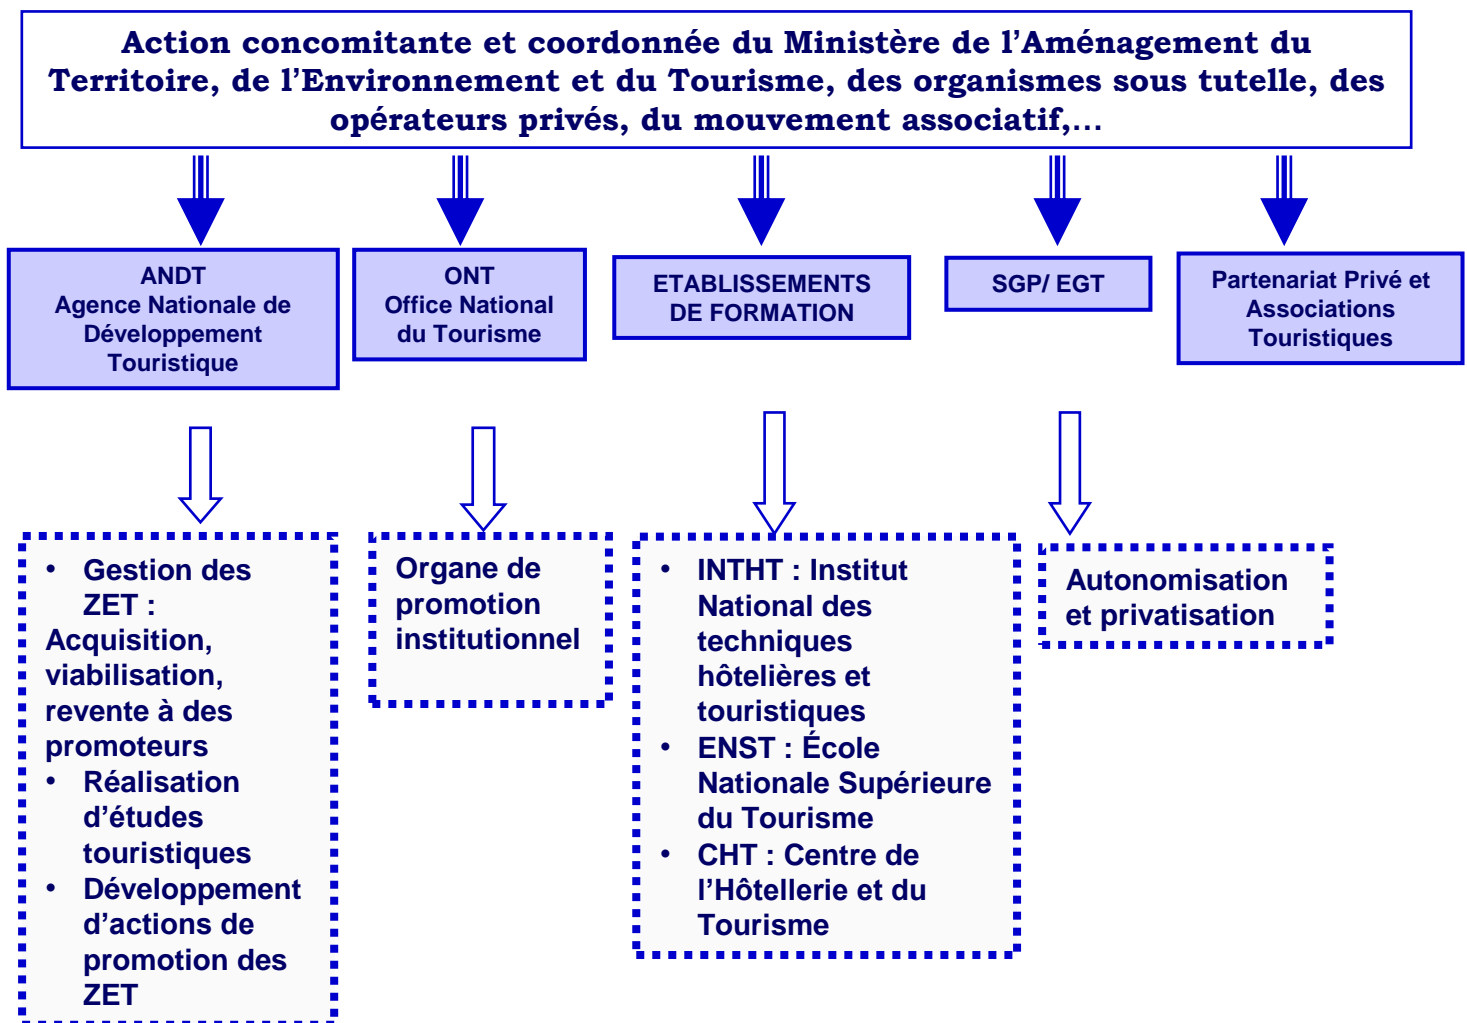 Action concomitante et coordonnée du Ministère de l’Aménagement du
Territoire, de l’Environnement et du Tourisme, des organismes sous tutelle, des
opérateurs privés, du mouvement associatif,…
ANDT
Agence Nationale de
Développement
Touristique
ONT
Office National
du Tourisme
ETABLISSEMENTS
DE FORMATION
SGP/ EGT
Partenariat Privé et
Associations
Touristiques
• Gestion des
ZET :
Acquisition,
viabilisation,
revente à des
promoteurs
• Réalisation
d’études
touristiques
• Développement
d’actions de
promotion des
ZET
Organe de
promotion
institutionnel
• INTHT : Institut
National des
techniques
hôtelières et
touristiques
• ENST : École
Nationale Supérieure
du Tourisme
• CHT : Centre de
l’Hôtellerie et du
Tourisme
Autonomisation
et privatisation